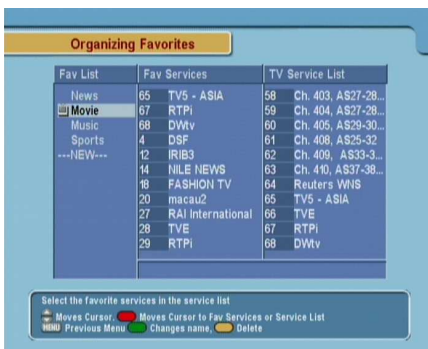 Organizing Favorites
Fav List
News
Movie
Music
Sports
---NEW---
Fav Services
65 TV5 - ASIA
67 RTPi
68 DWtv
4 DSF
12 IRIB3
14 NILE NEWS
18 FASHION TV
20 macau2
27 RAI International
28 TVE
29 RTPi
TV Service List
58 Ch. 403, AS27-28...
59 Ch. 404, AS27-28...
60 Ch. 405, AS29-30...
61 Ch. 408, AS25-32
62 Ch. 409, AS33-3...
63 Ch. 410, AS37-38...
64 Reuters WNS
65 TV5 - ASIA
66 TVE
67 RTPi
68 DWtv
Select the favorite services in the service list
Moves Cursor, Moves Cursor to Fav Services or Service List
MENU Previous Menu Changes name, Delete